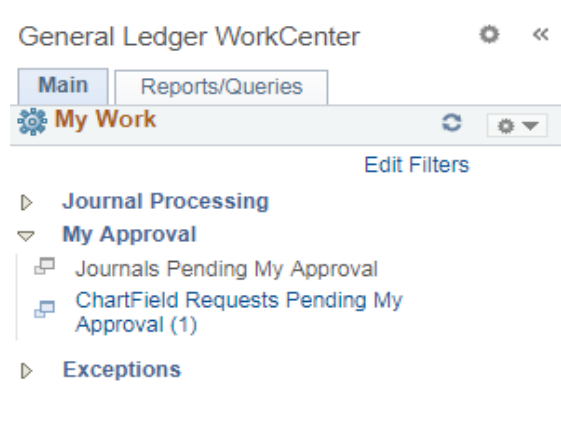 General Ledger WorkCenter
Main
Reports/Queries
My Work
Edit Filters
Journal Processing
My Approval
Journals Pending My Approval
ChartField Requests Pending My
Approval (1)
Exceptions